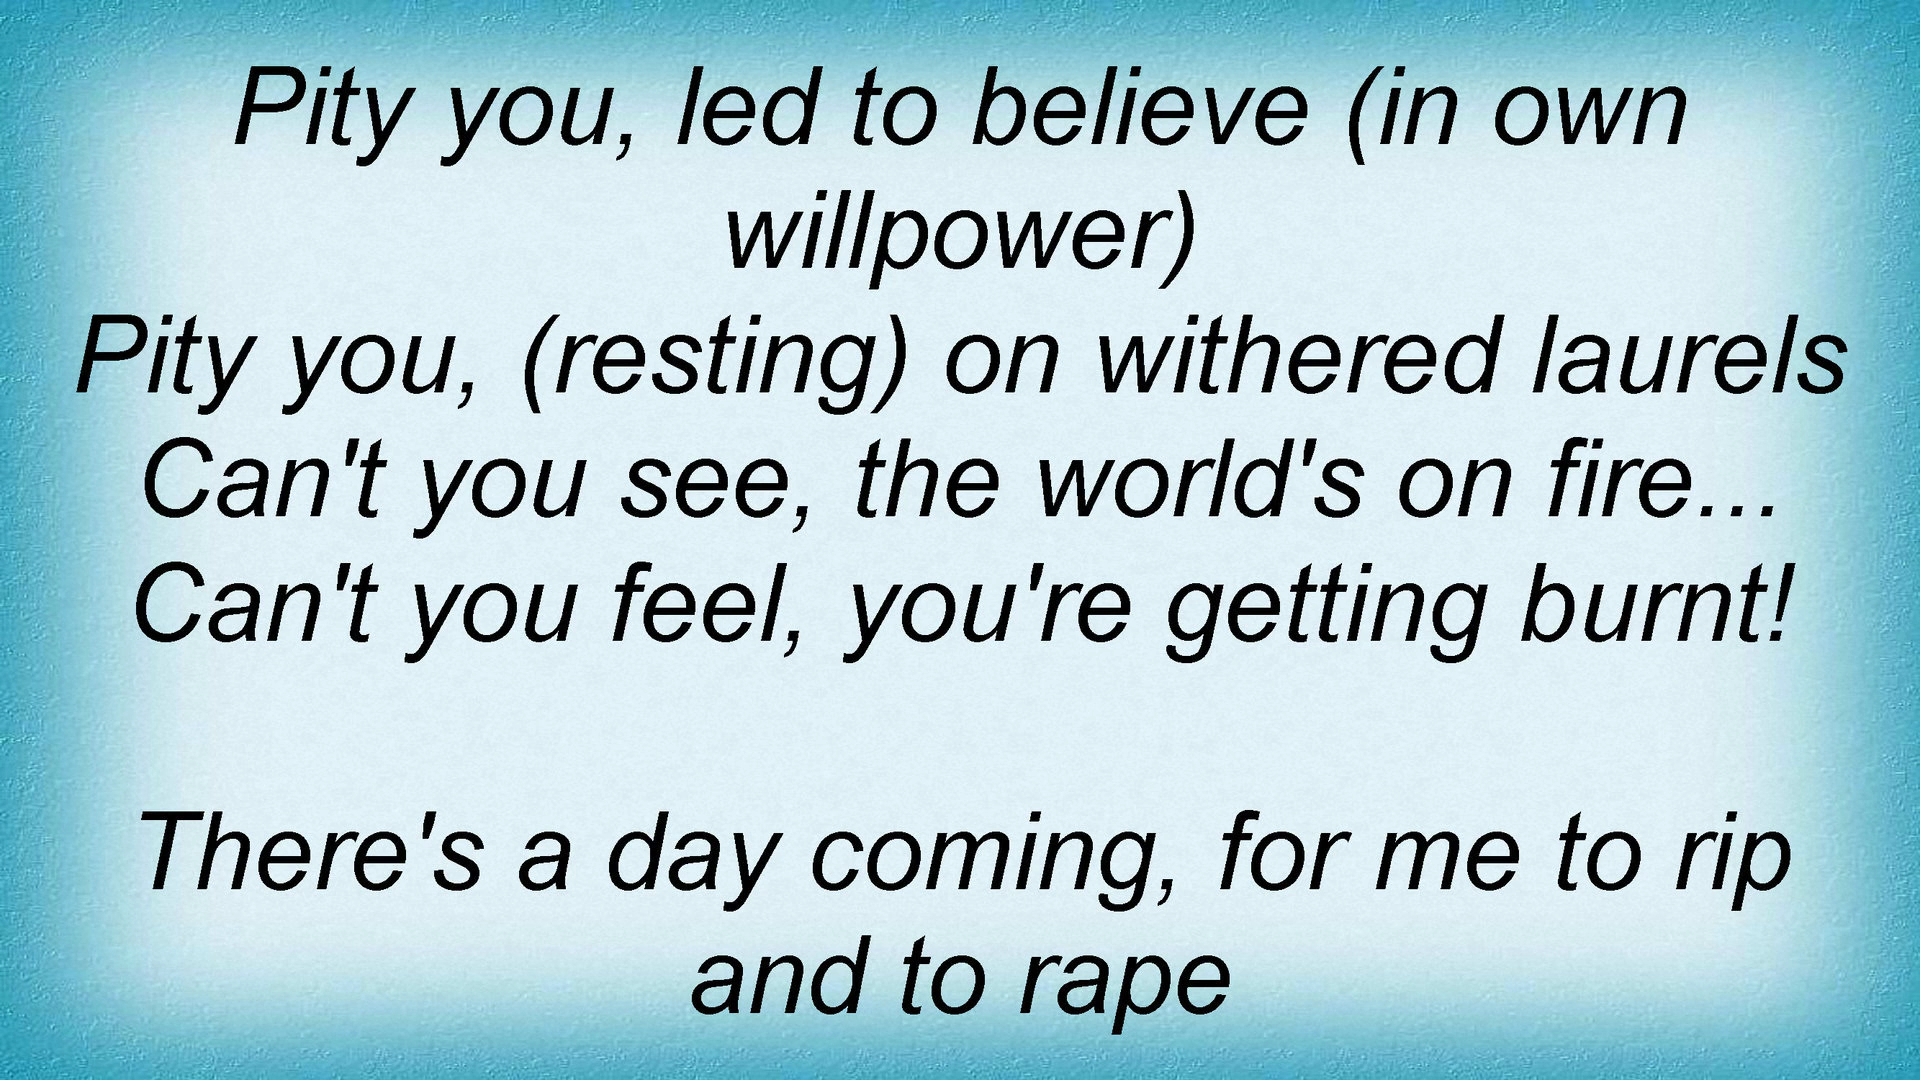 Pity you, led to believe (in own
willpower)
Pity you, (resting) on withered laurels
Can't you see, the world's on fire...
Can't you feel, you're getting burnt!
There's a day coming, for me to rip
and to rape